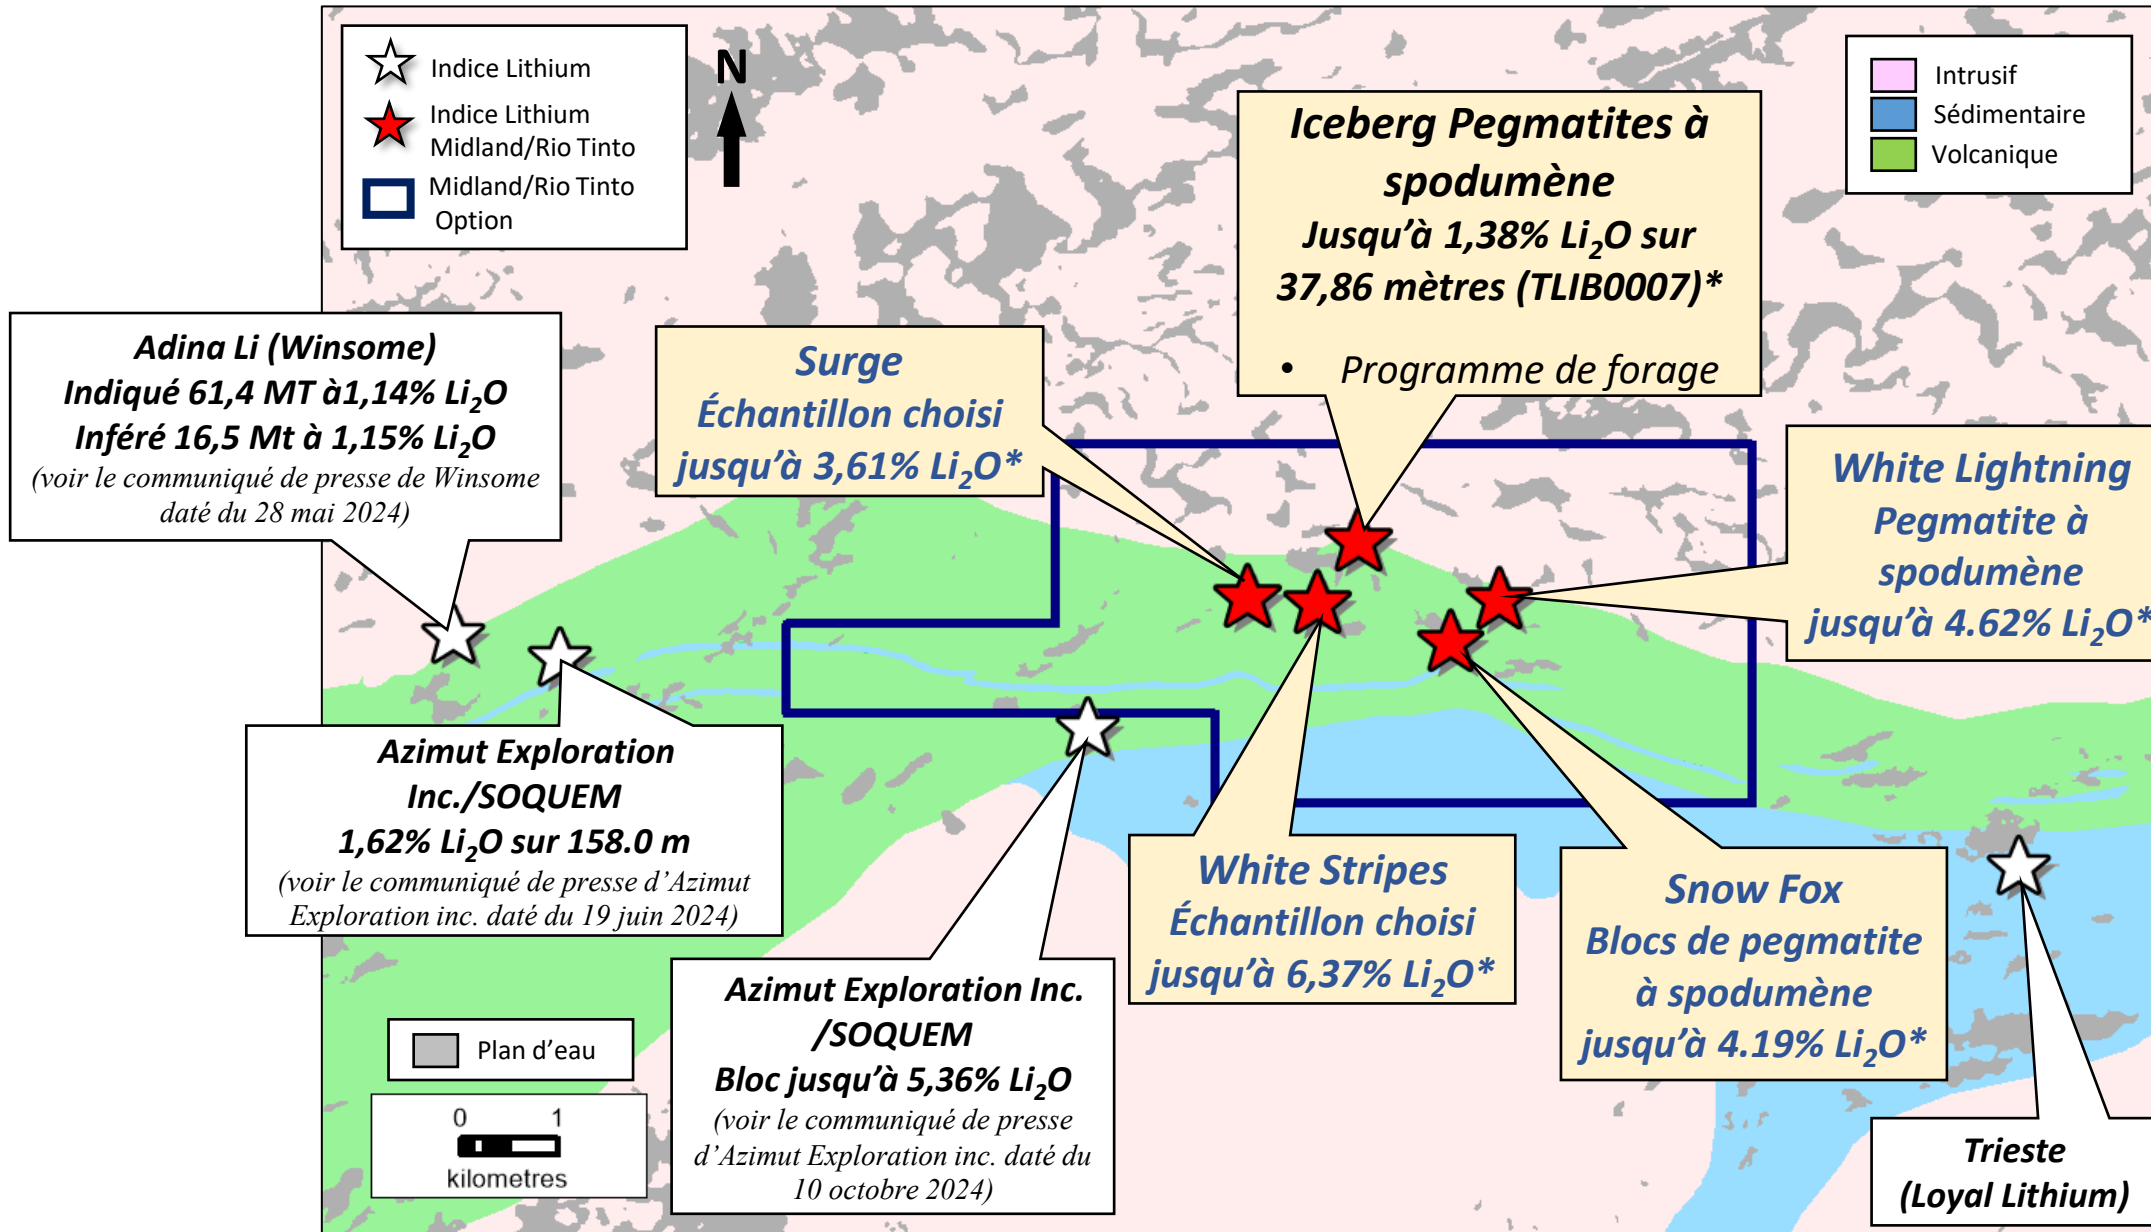 Indice Lithium
Indice Lithium
Midland/Rio Tinto
Midland/Rio Tinto
Option
N
Intrusif
Sédimentaire
Volcanique
Iceberg Pegmatites à
spodumène
Jusqu'à 1,38% Li₂O sur
37,86 mètres (TLIB0007)*
• Programme de forage
Adina Li (Winsome)
Indiqué 61,4 MT à1,14% Li₂O
Inféré 16,5 Mt à 1,15% Li₂O
(voir le communiqué de presse de Winsome
daté du 28 mai 2024)
Surge
Échantillon choisi
jusqu'à 3,61% Li₂O*
White Lightning
Pegmatite à
spodumène
jusqu'à 4.62% Li₂O*
Azimut Exploration
Inc./SOQUEM
1,62% Li₂O sur 158.0 m
(voir le communiqué de presse d'Azimut
Exploration inc. daté du 19 juin 2024)
White Stripes
Échantillon choisi
jusqu'à 6,37% Li₂O*
Snow Fox
Blocs de pegmatite
à spodumène
jusqu'à 4.19% Li₂O*
Azimut Exploration Inc.
/SOQUEM
Bloc jusqu'à 5,36% Li₂O
(voir le communiqué de presse
d'Azimut Exploration inc. daté du
10 octobre 2024)
Plan d'eau
0 1
kilometres
Trieste
(Loyal Lithium)